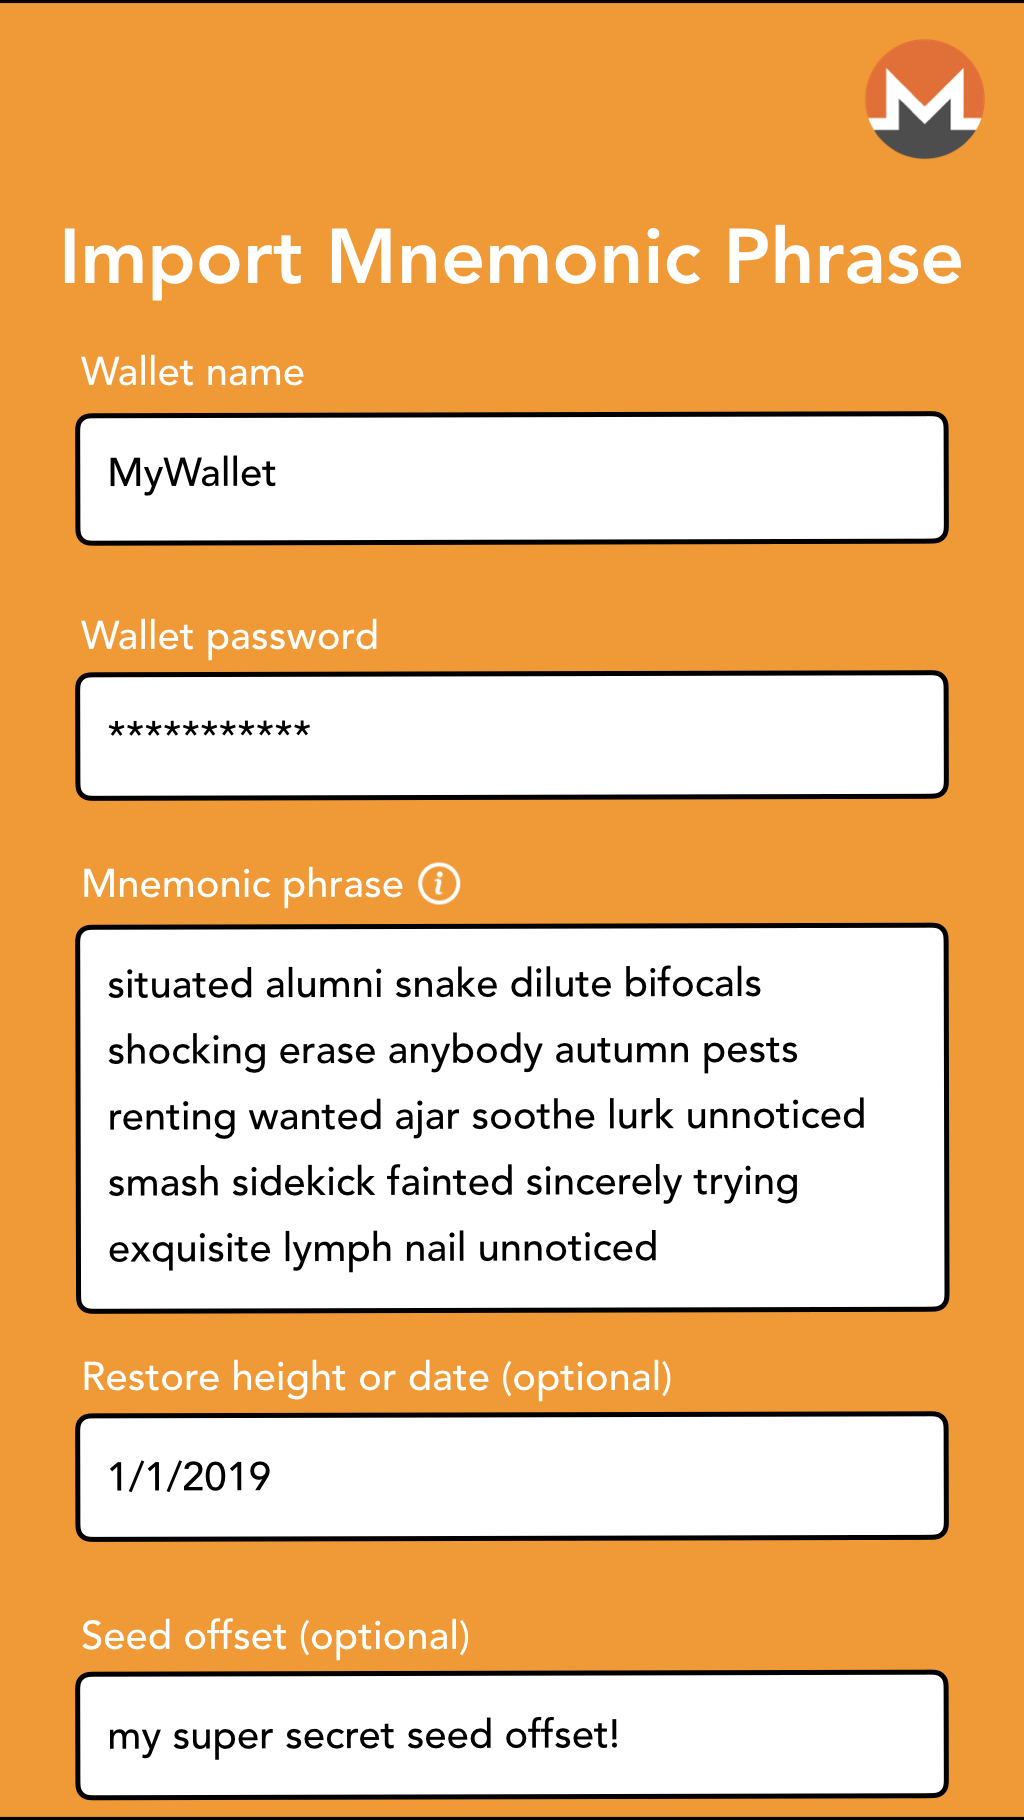 Import Mnemonic Phrase
Wallet name
MyWallet
Wallet password
***********
Mnemonic phrase i
situated alumni snake dilute bifocals
shocking erase anybody autumn pests
renting wanted ajar soothe lurk unnoticed
smash sidekick fainted sincerely trying
exquisite lymph nail unnoticed
Restore height or date (optional)
1/1/2019
Seed offset (optional)
my super secret seed offset!